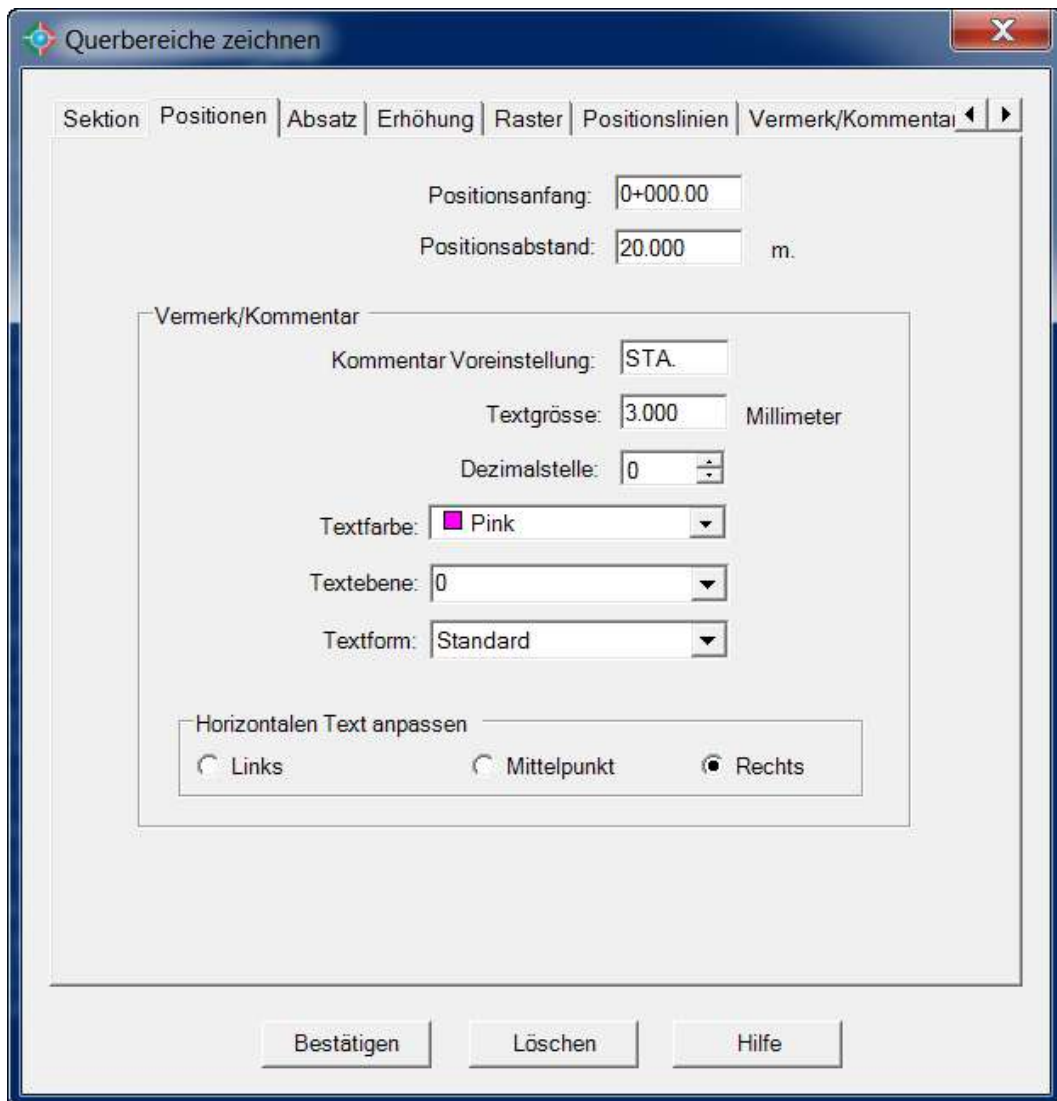 Querbereiche zeichnen
Sektion Positionen Absatz Erhöhung Raster Positionslinien Vermerk/Kommentar
Positionsanfang: 0+000.00
Positionsabstand: 20.000 m.
Vermerk/Kommentar
Kommentar Voreinstellung: STA.
Textgrösse: 3.000 Millimeter
Dezimalstelle: 0
Textfarbe: Pink
Textebene: 0
Textform: Standard
Horizontalen Text anpassen
Links Mittelpunkt Rechts
Bestätigen Löschen Hilfe